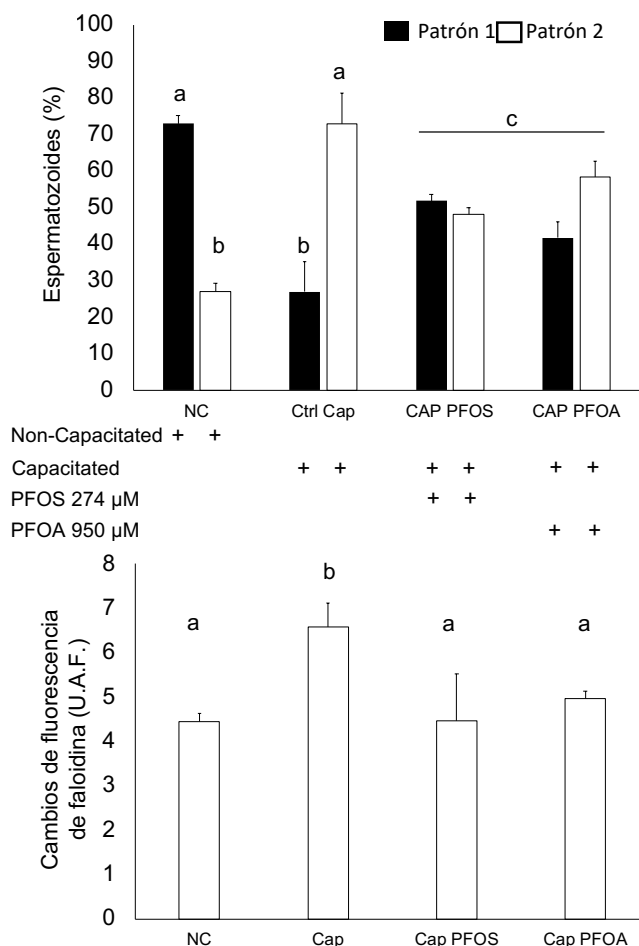 100
90
80
70
60
50
40
30
20
10
0
Espermatozoides (%)
Patrón 1 Patrón 2
a
b
b
a
c
NC Ctrl Cap CAP PFOS CAP PFOA
Non-Capacitated + +
Capacitated + + + + + +
PFOS 274 µM + +
PFOA 950 µM + +
8
7
6
5
4
3
2
1
0
Cambios de fluorescencia
de faloidina (U.A.F.)
a b a a
NC Cap Cap PFOS Cap PFOA